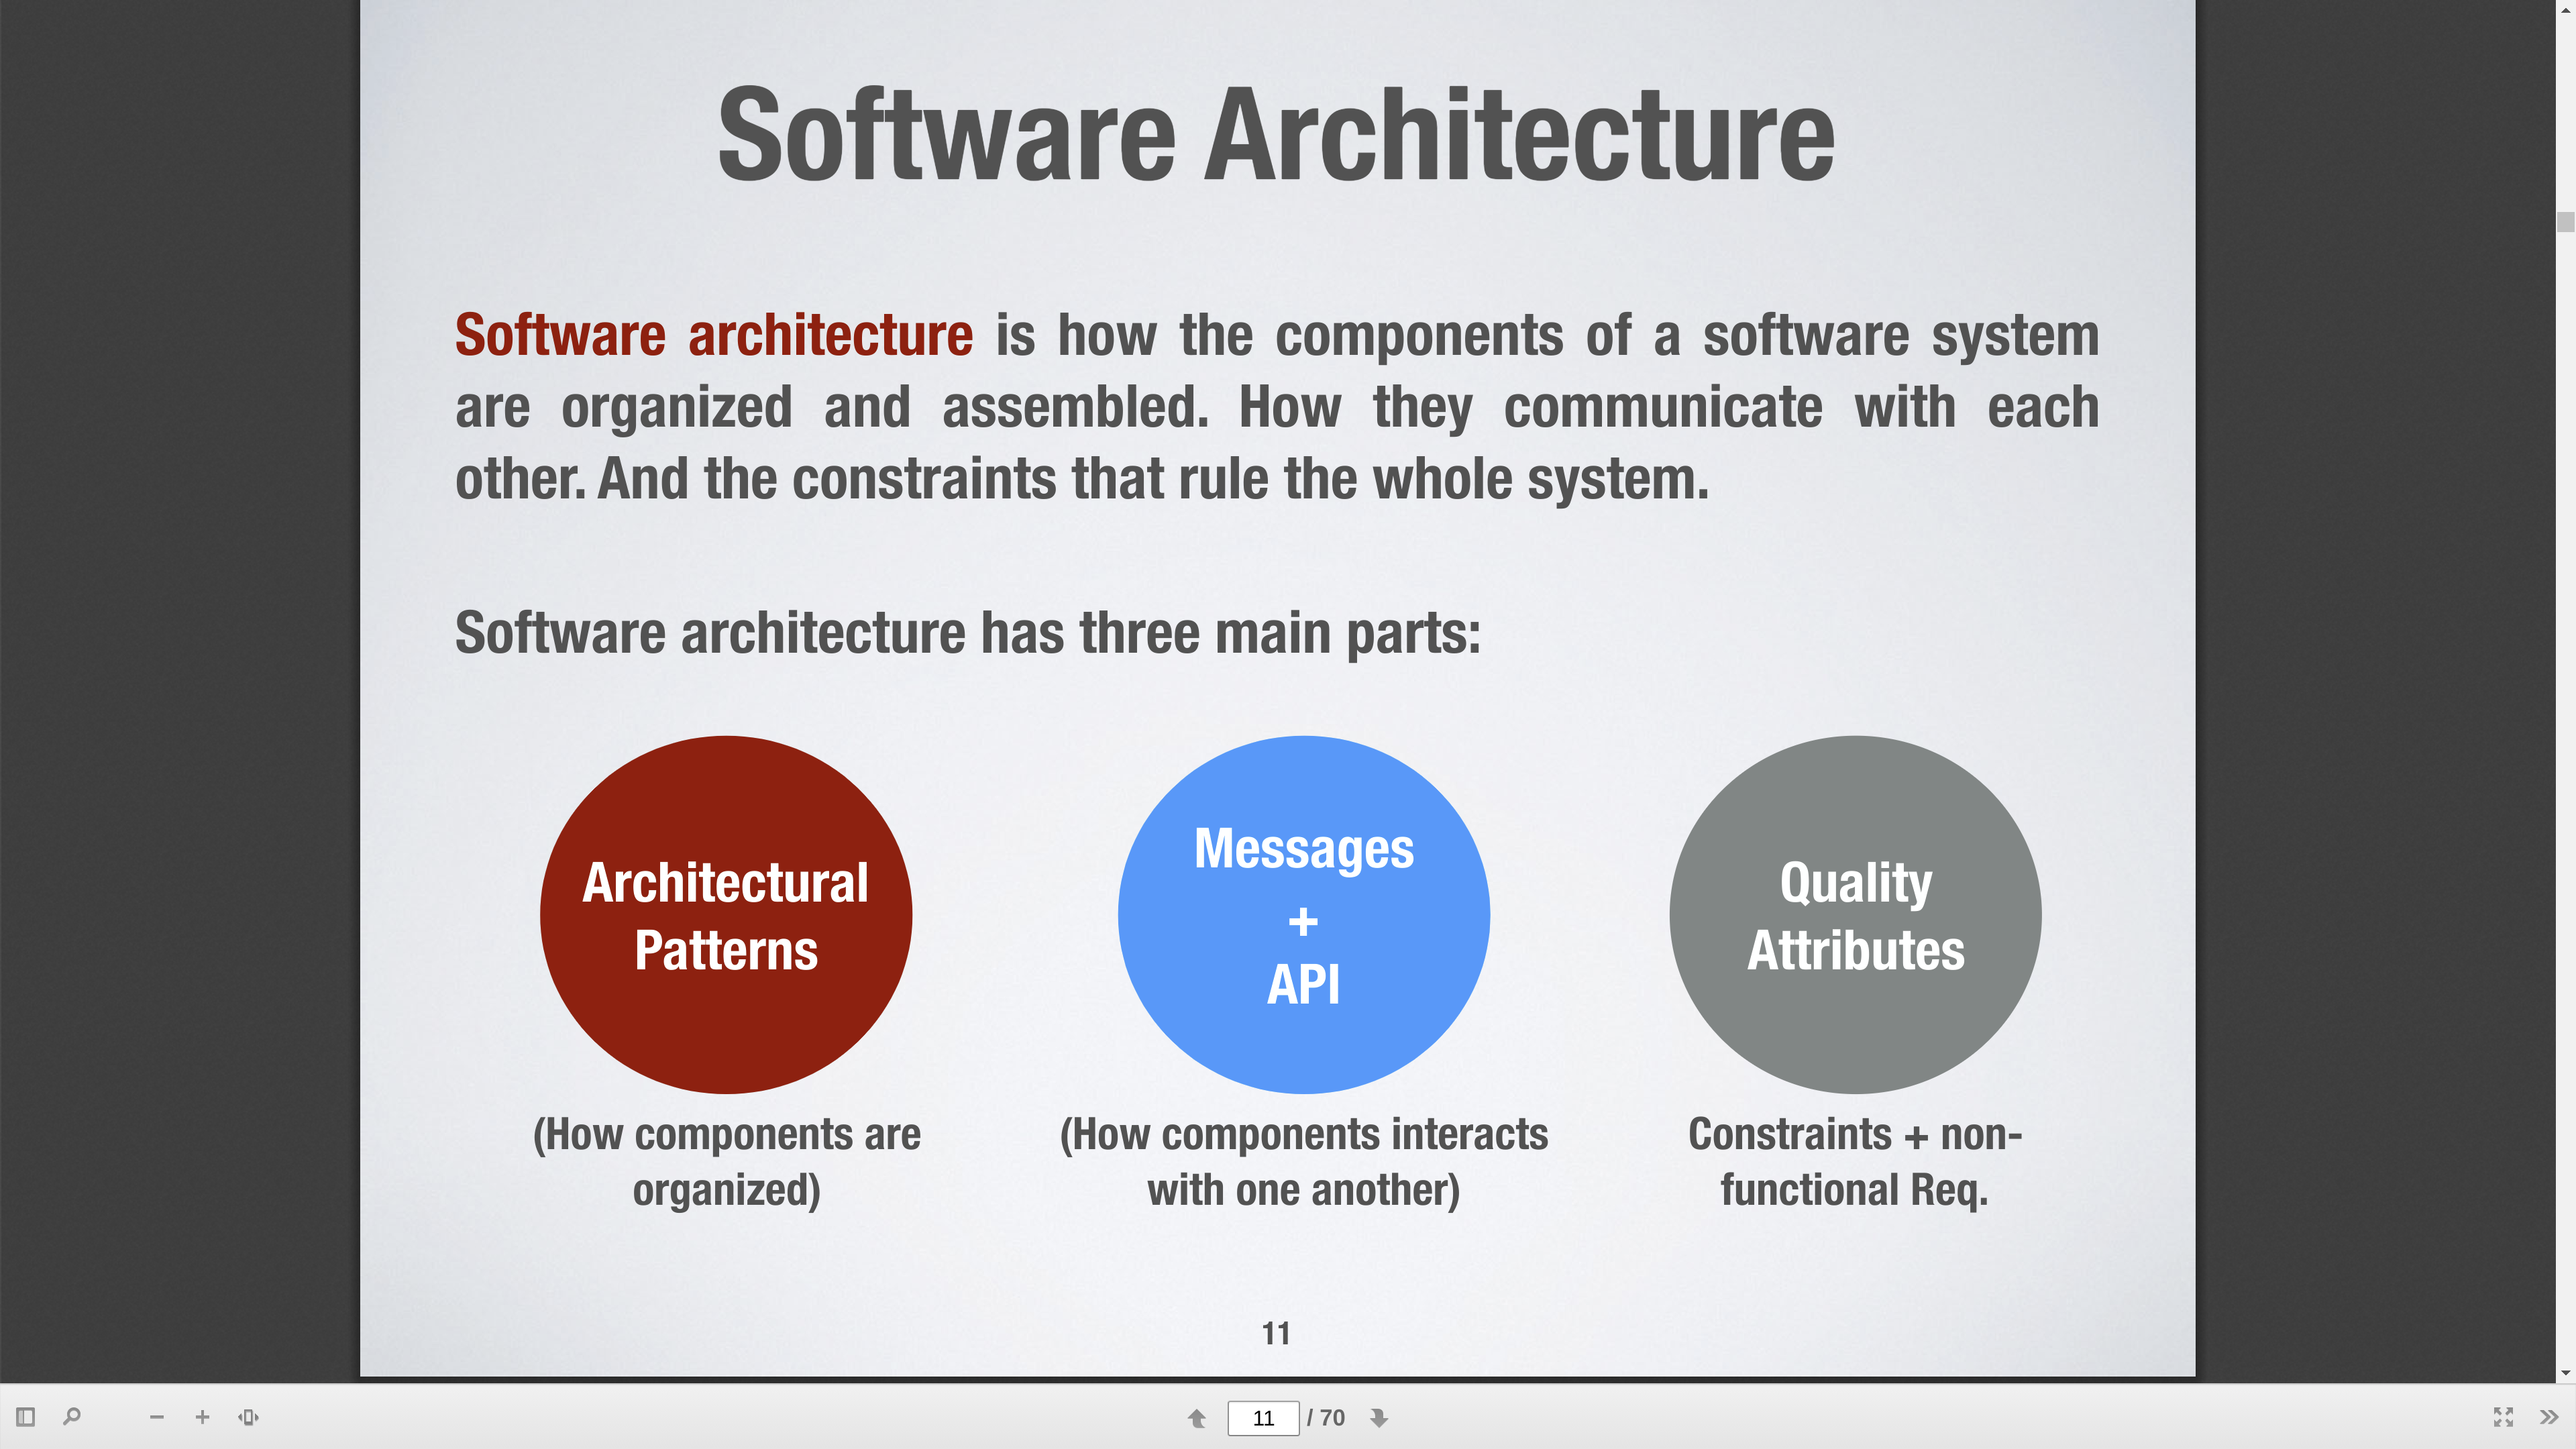 Software Architecture
Software architecture is how the components of a software system
are organized and assembled. How they communicate with each
other. And the constraints that rule the whole system.
Software architecture has three main parts:
Architectural
Patterns
(How components are
organized)
Messages
+
API
(How components interacts
with one another)
Quality
Attributes
Constraints + non-
functional Req.
11
11 / 70